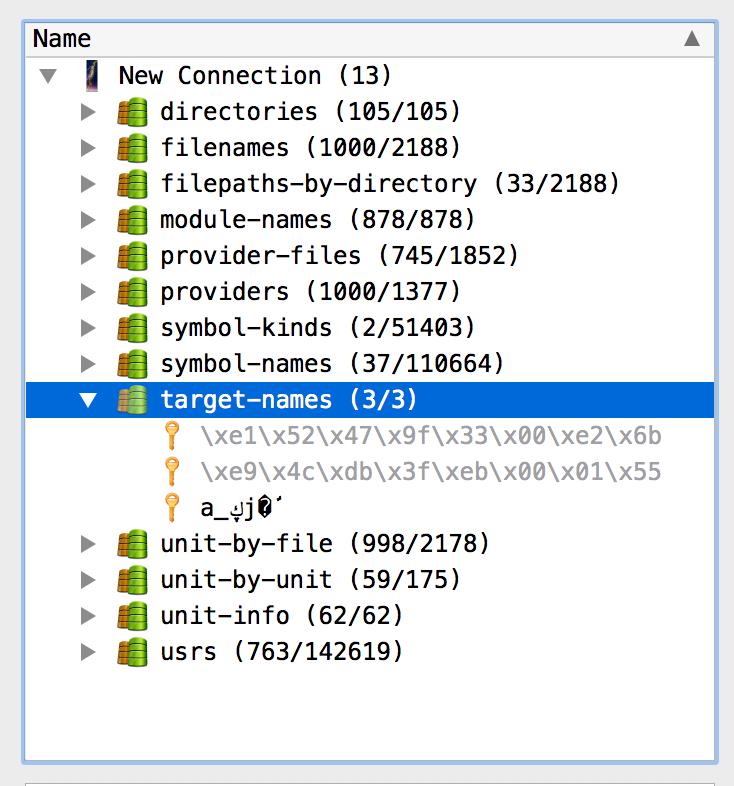 Name
New Connection (13)
directories (105/105)
filenames (1000/2188)
filepaths-by-directory (33/2188)
module-names (878/878)
provider-files (745/1852)
providers (1000/1377)
symbol-kinds (2/51403)
symbol-names (37/110664)
target-names (3/3)
\xe1\x52\x47\x9f\x33\x00\xe2\x6b
\xe9\x4c\xdb\x3f\xeb\x00\x01\x55
unit-by-file (998/2178)
unit-by-unit (59/175)
unit-info (62/62)
usrs (763/142619)